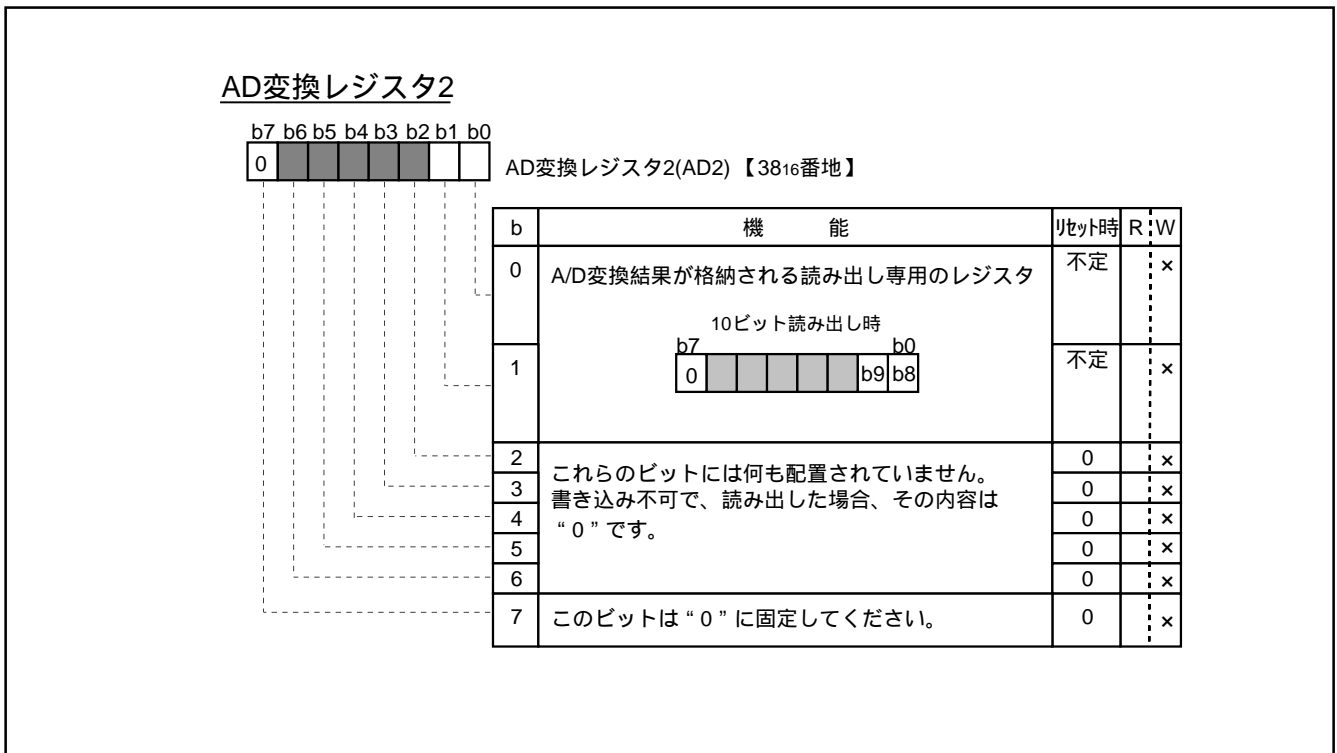 AD変換レジスタ2
b7 b6 b5 b4 b3 b2 b1 b0
0
AD変換レジスタ2(AD2)【3816番地】
b 機 能 リセット時 R W
0 A/D変換結果が格納される読み出し専用のレジスタ 不定 ×
10ビット読み出し時
b7 b0
0 b9 b8
1 不定 ×
2 0 ×
これらのビットには何も配置されていません。
3 0 ×
書き込み不可で、読み出した場合、その内容は
4 0 ×
“0”です。
5 0 ×
6 0 ×
7 このビットは“0”に固定してください。 0 ×